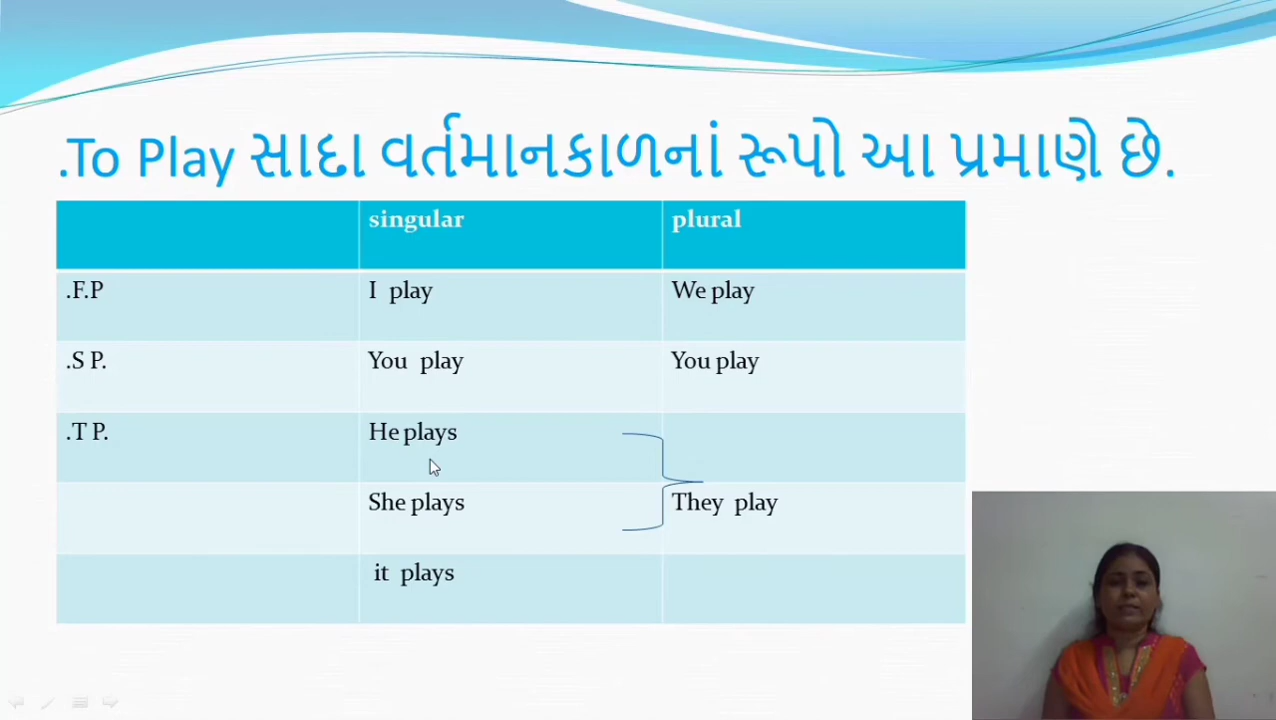 .To Play સાદા વર્તમાનકાળનાં રૂપો આ પ્રમાણે છે.
singular plural
.F.P I play We play
.S P. You play You play
.T P. He plays
She plays They play
it plays